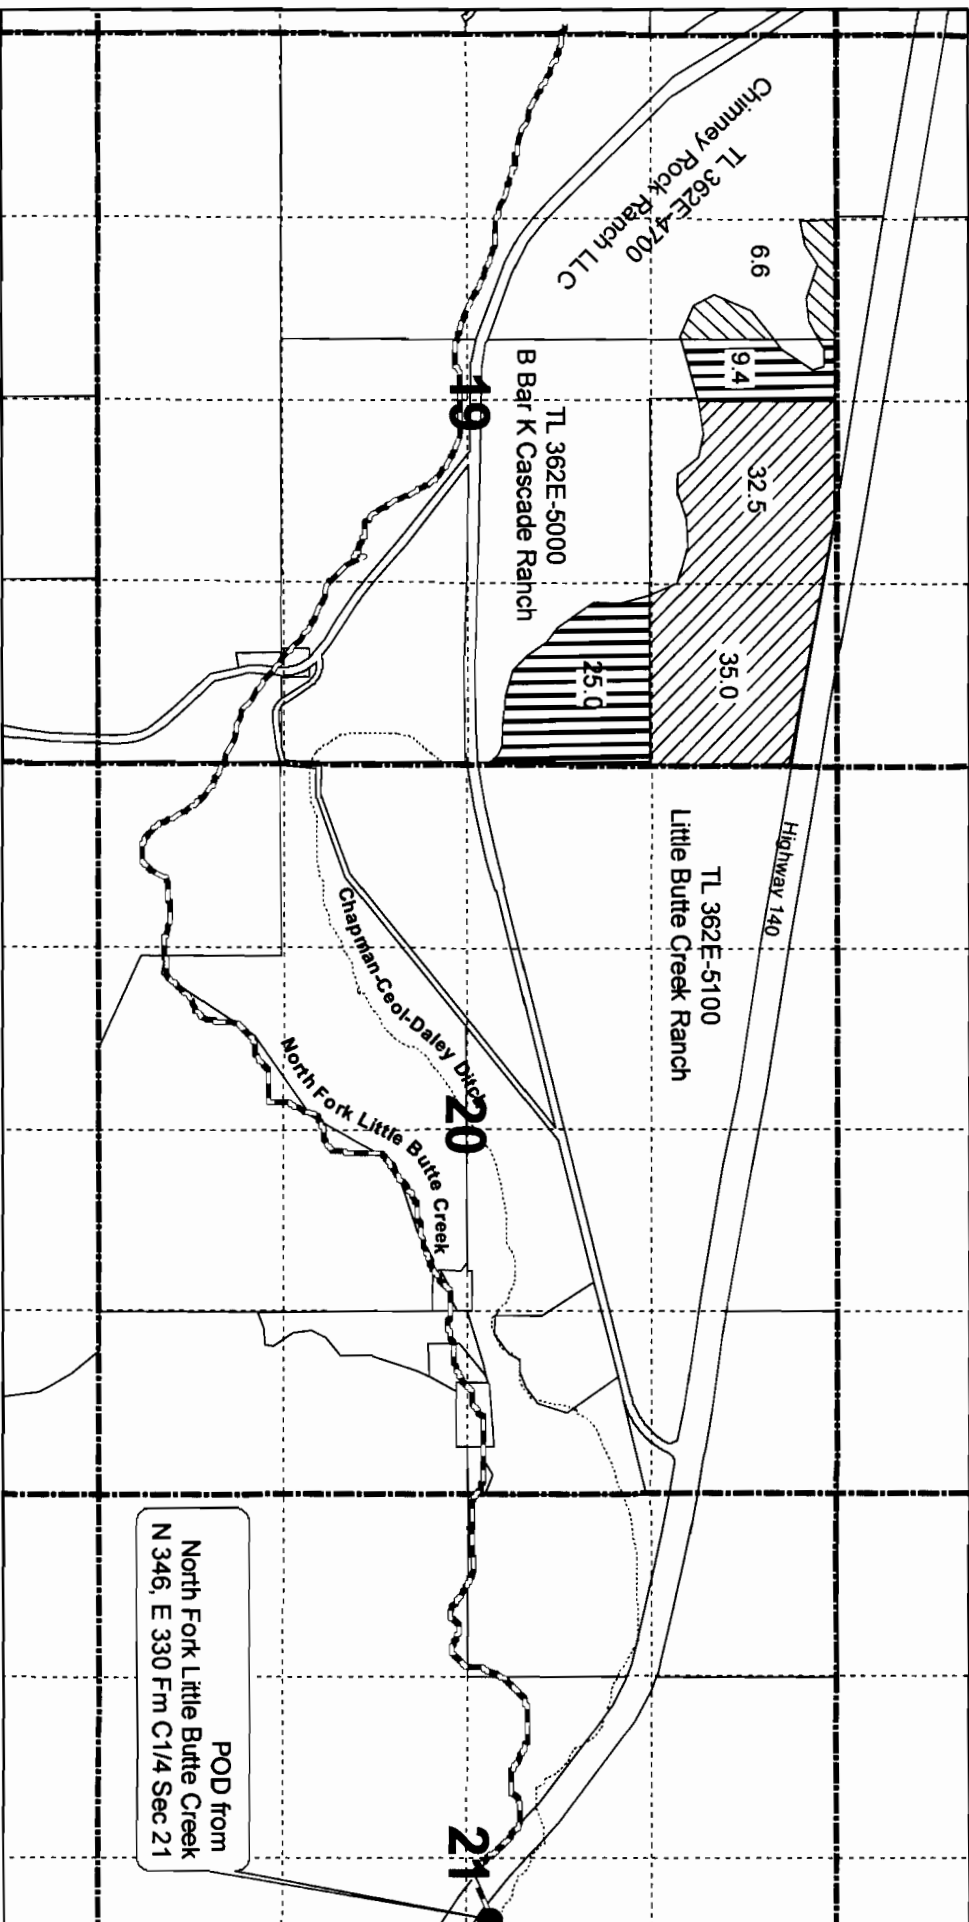 Chimney Rock Ranch LLC
TL 362E-4700
6.6
9.4
32.5
35.0
25.0
TL 362E-5000
B Bar K Cascade Ranch
19
Highway 140
TL 362E-5100
Little Butte Creek Ranch
Chapman-Ceol-Daley Ditch
20
North Fork Little Butte Creek
21
POD from
North Fork Little Butte Creek
N 346, E 330 Fm C1/4 Sec 21